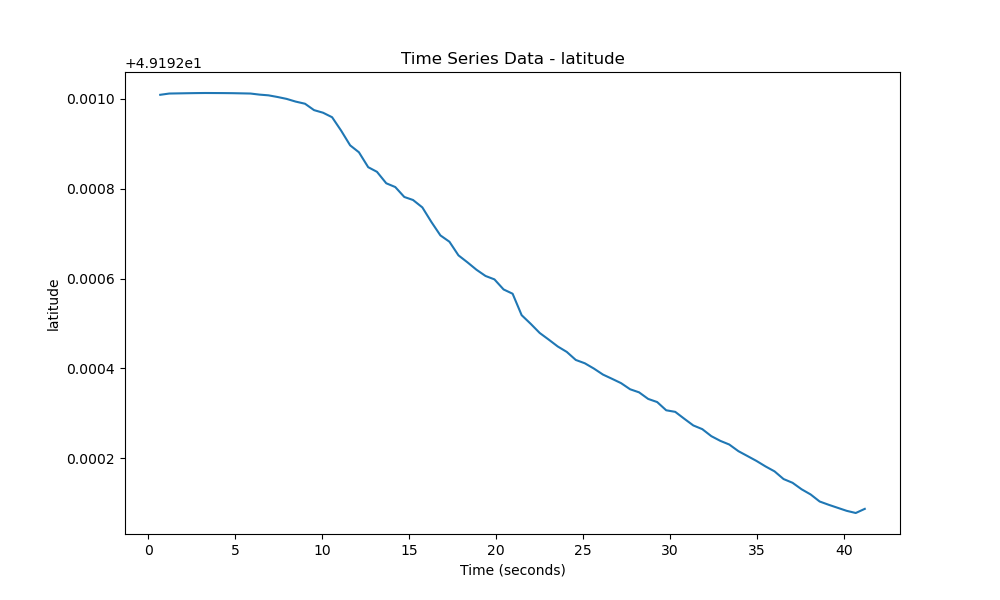 Time Series Data - latitude
+4.9192e1
0.0010
0.0008
0.0006
0.0004
0.0002
latitude
0 5 10 15 20 25 30 35 40
Time (seconds)